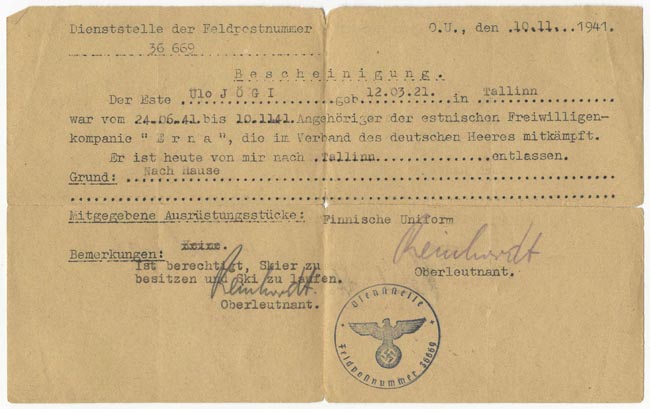 Dienststelle der Feldpostnummer
36 669
O.U., den 10.11. 1941.
Bescheinigung.
Der Este Ülo JÕGI geb. 12.03.21. in Tallinn
war vom 24.06.41 bis 10.11.41 Angehöriger der estnischen Freiwilligen-
kompanie "Erna", die im Verband des deutschen Heeres mitkämpft.
Er ist heute von mir nach Tallinn entlassen.
Grund: Nach Hause
Mitgegebene Ausrüstungsstücke: Finnische Uniform
Bemerkungen: Keine.
Ist berechtigt, Skier zu
besitzen und Ski zu laufen.
Reinhardt
Oberleutnant.
Reinhardt
Oberleutnant.
Dienststelle
Feldpostnummer 36669